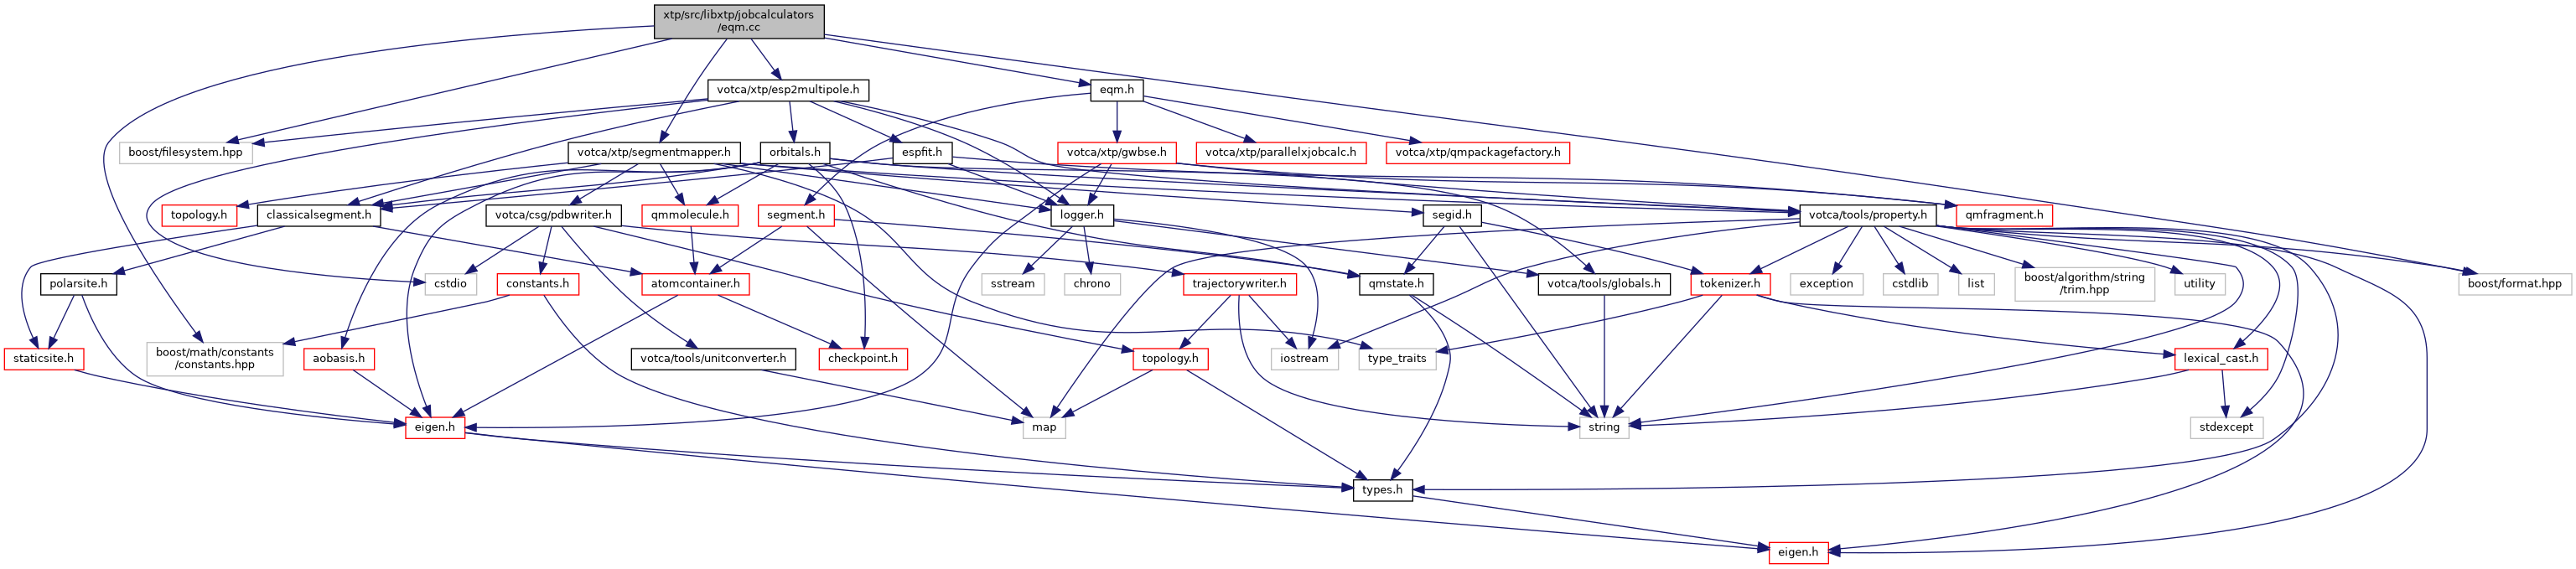 xtp/src/libxtp/jobcalculators
/eqm.cc
votca/xtp/esp2multipole.h
eqm.h
boost/filesystem.hpp
votca/xtp/segmentmapper.h
orbitals.h
espfit.h
votca/xtp/gwbse.h
votca/xtp/parallelxjobcalc.h
votca/xtp/qmpackagefactory.h
topology.h
classicalsegment.h
votca/csg/pdbwriter.h
qmmolecule.h
segment.h
logger.h
segid.h
votca/tools/property.h
qmfragment.h
polarsite.h
cstdio
constants.h
atomcontainer.h
sstream
chrono
trajectorywriter.h
qmstate.h
votca/tools/globals.h
tokenizer.h
exception
cstdlib
list
boost/algorithm/string
/trim.hpp
utility
boost/format.hpp
staticsite.h
boost/math/constants
/constants.hpp
aobasis.h
votca/tools/unitconverter.h
checkpoint.h
topology.h
iostream
type_traits
lexical_cast.h
eigen.h
map
string
stdexcept
types.h
eigen.h